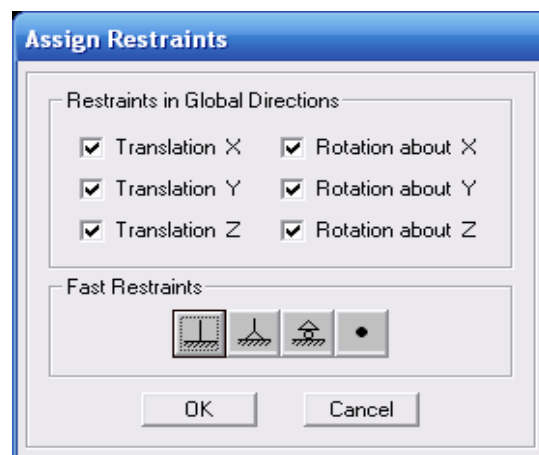 Assign Restraints
Restraints in Global Directions
Translation X Rotation about X
Translation Y Rotation about Y
Translation Z Rotation about Z
Fast Restraints
OK Cancel